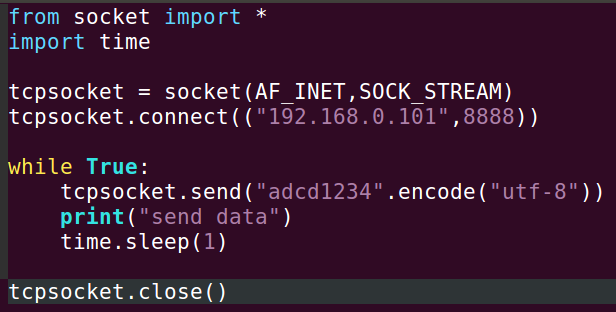 from socket import *
import time
tcpsocket = socket(AF_INET,SOCK_STREAM)
tcpsocket.connect(("192.168.0.101",8888))
while True:
    tcpsocket.send("adcd1234".encode("utf-8"))
    print("send data")
    time.sleep(1)
tcpsocket.close()